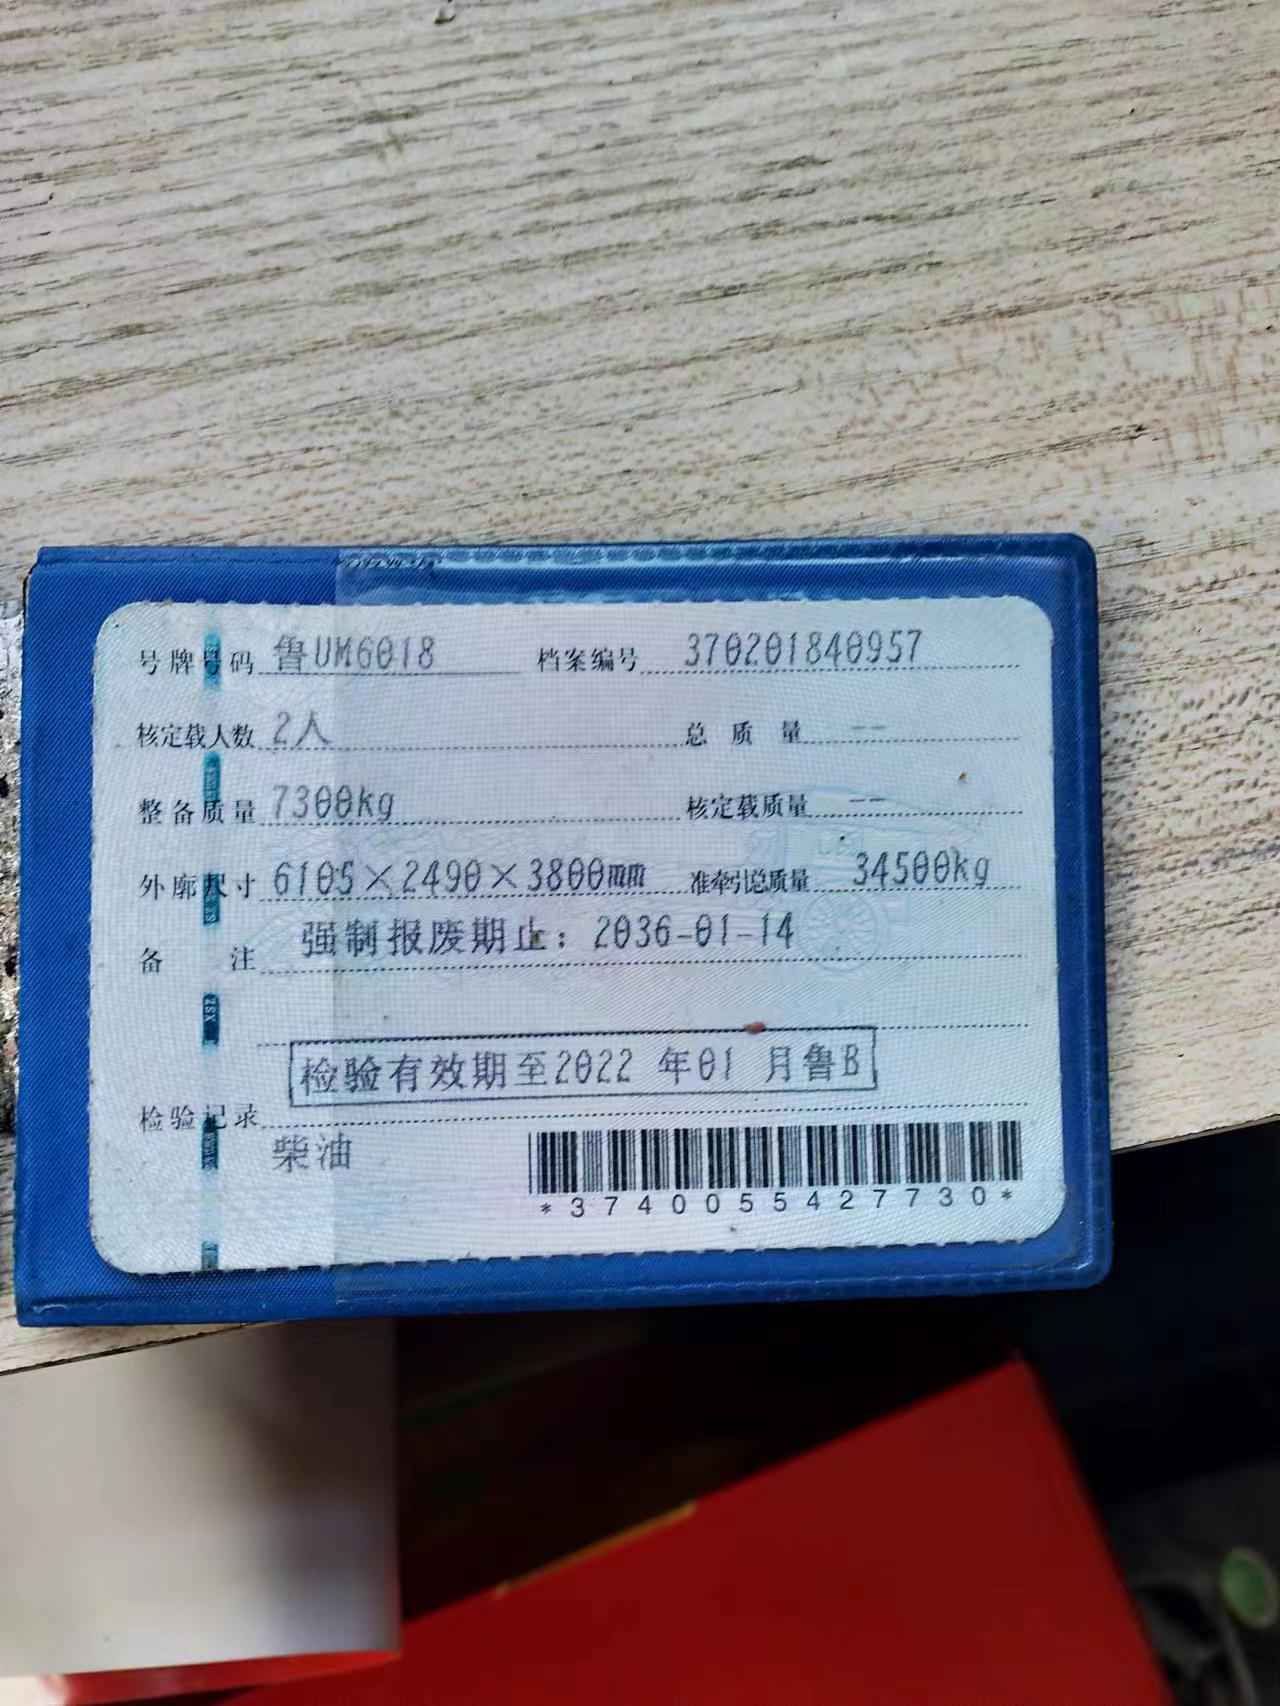 号牌号码 鲁UM6018 档案编号 370201840957
核定载人数 2人 总质量 --
整备质量 7300kg 核定载质量 --
外廓尺寸 6105×2490×3800mm 准牵引总质量 34500kg
备注 强制报废期止：2036-01-14
检验有效期至2022 年01 月鲁B
检验记录
柴油
*3740055427730*